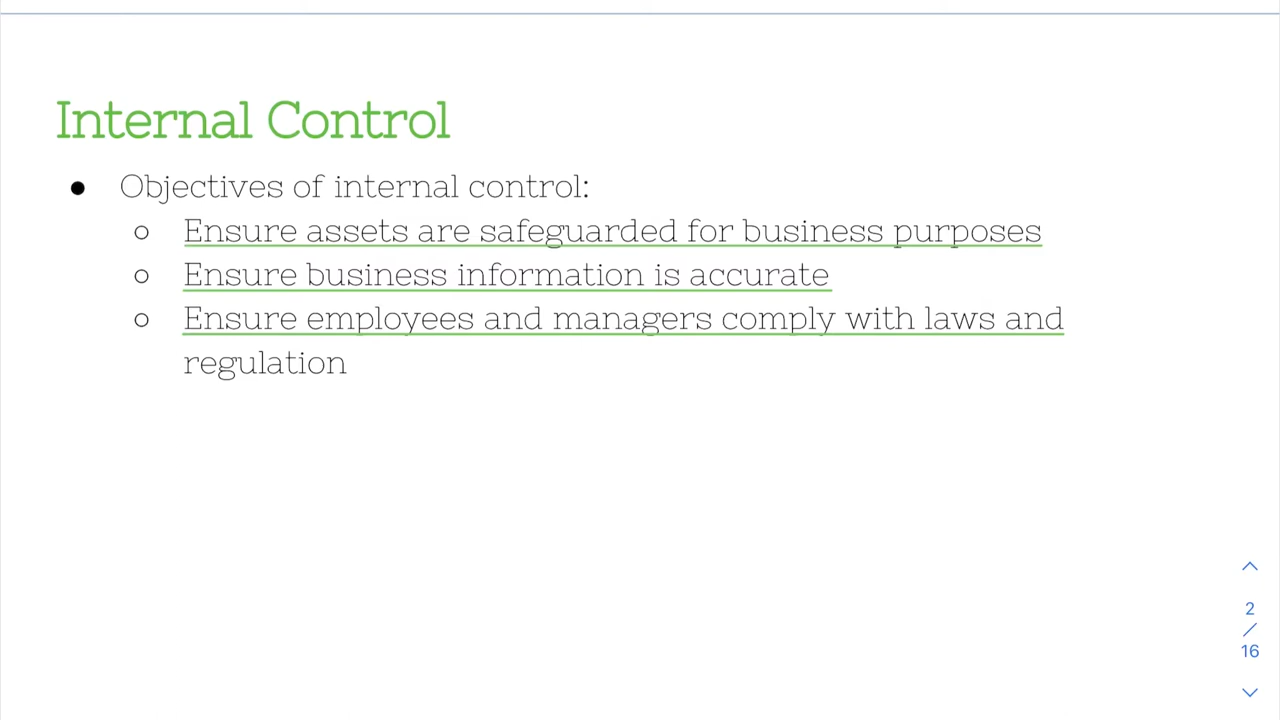 Internal Control
● Objectives of internal control:
○ Ensure assets are safeguarded for business purposes
○ Ensure business information is accurate
○ Ensure employees and managers comply with laws and
regulation
2
/
16